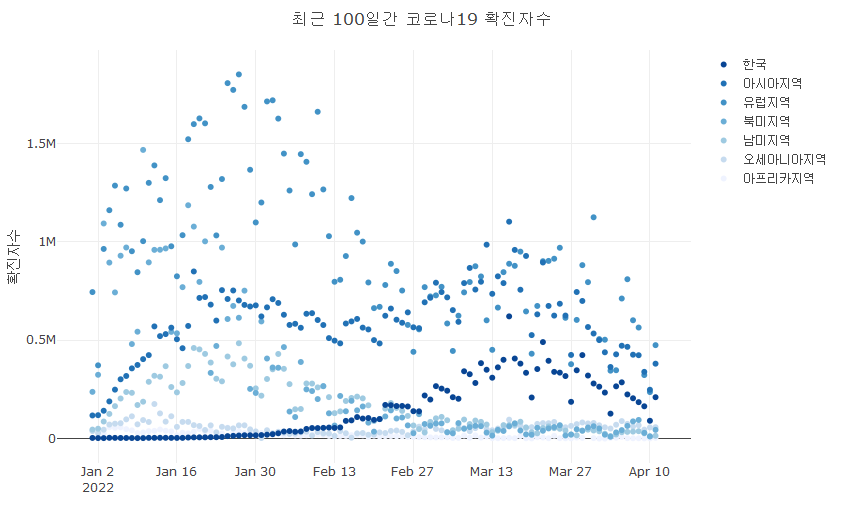 최근 100일간 코로나19 확진자수
한국
아시아지역
유럽지역
북미지역
남미지역
오세아니아지역
아프리카지역
확진자수
1.5M
1M
0.5M
0
Jan 2
2022
Jan 16
Jan 30
Feb 13
Feb 27
Mar 13
Mar 27
Apr 10